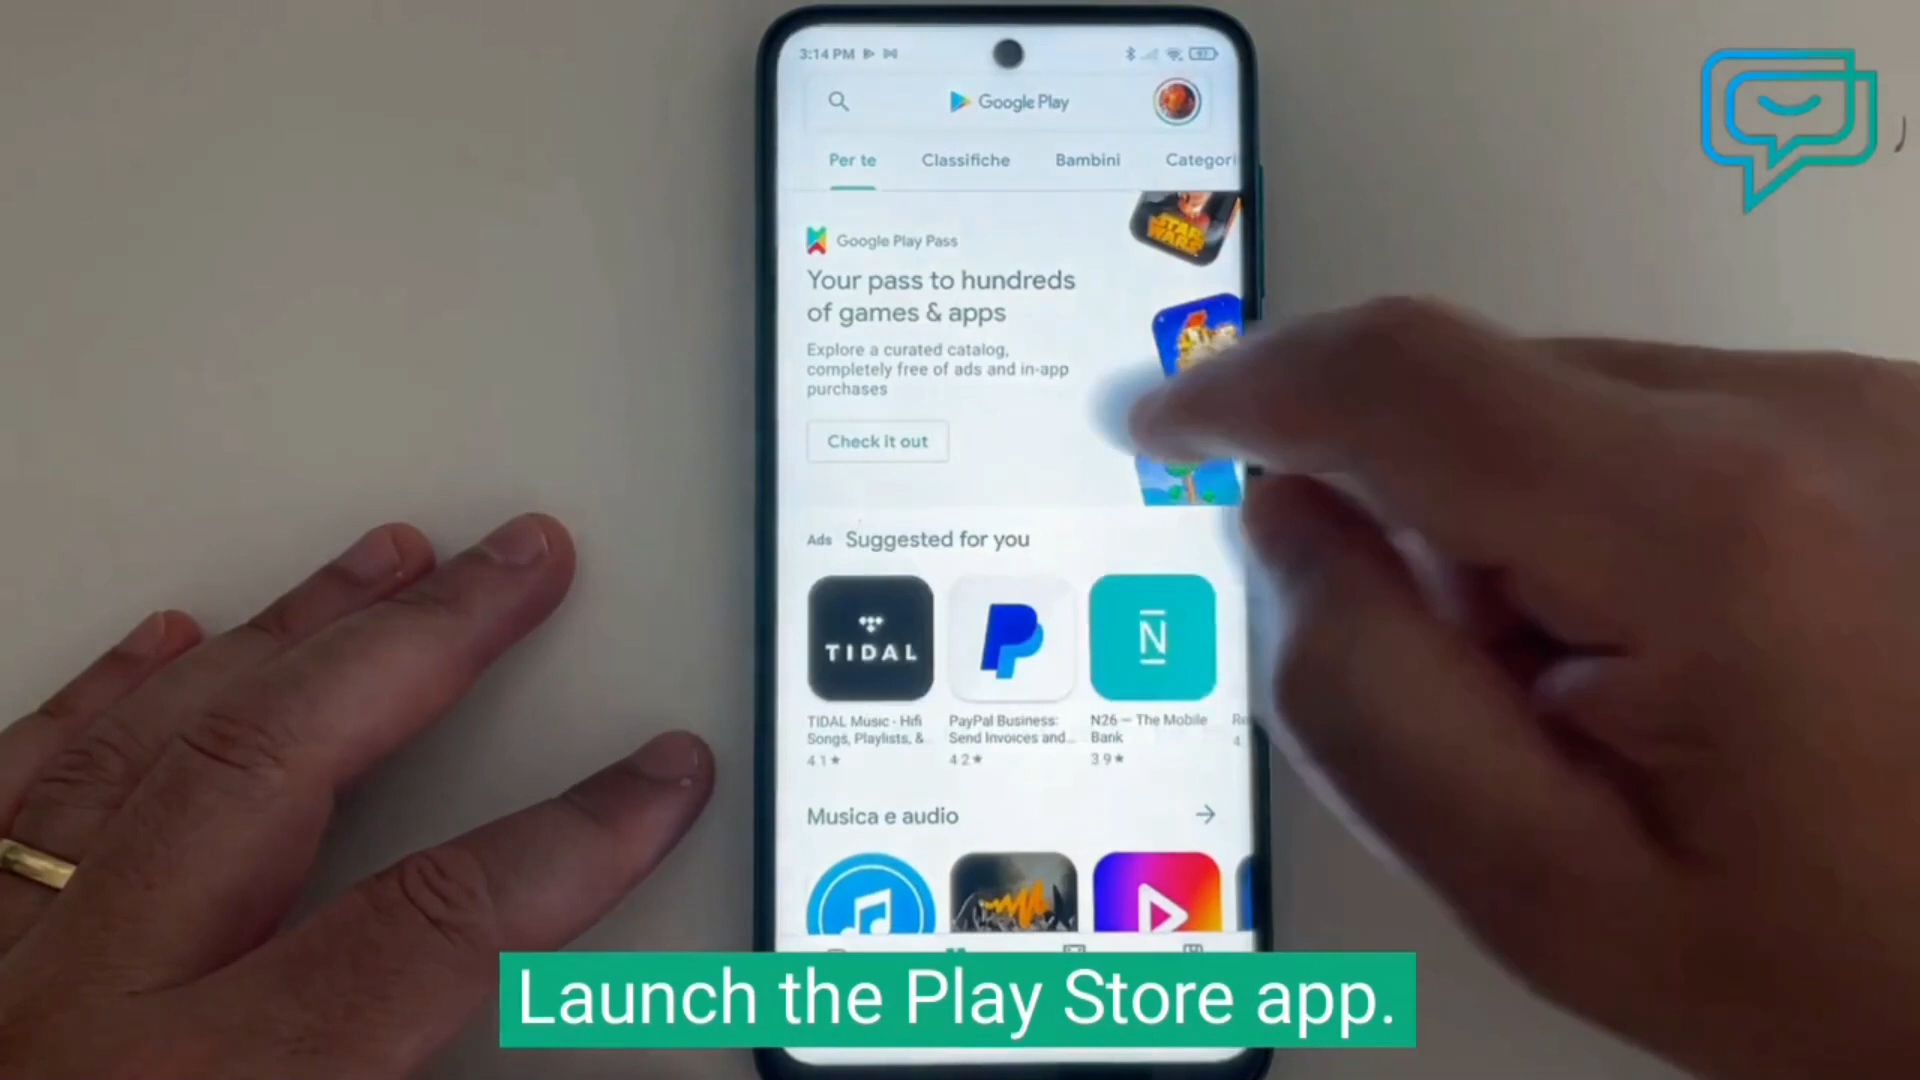 3:14 PM
Google Play
Per te Classifiche Bambini Categori
STAR WARS
Google Play Pass
Your pass to hundreds
of games & apps
Explore a curated catalog,
completely free of ads and in-app
purchases
Check it out
Ads Suggested for you
TIDAL
N
TIDAL Music - Hifi
Songs, Playlists, &
4.1★
PayPal Business:
Send Invoices and...
4.2★
N26 — The Mobile
Bank
3.9★
Musica e audio
Launch the Play Store app.